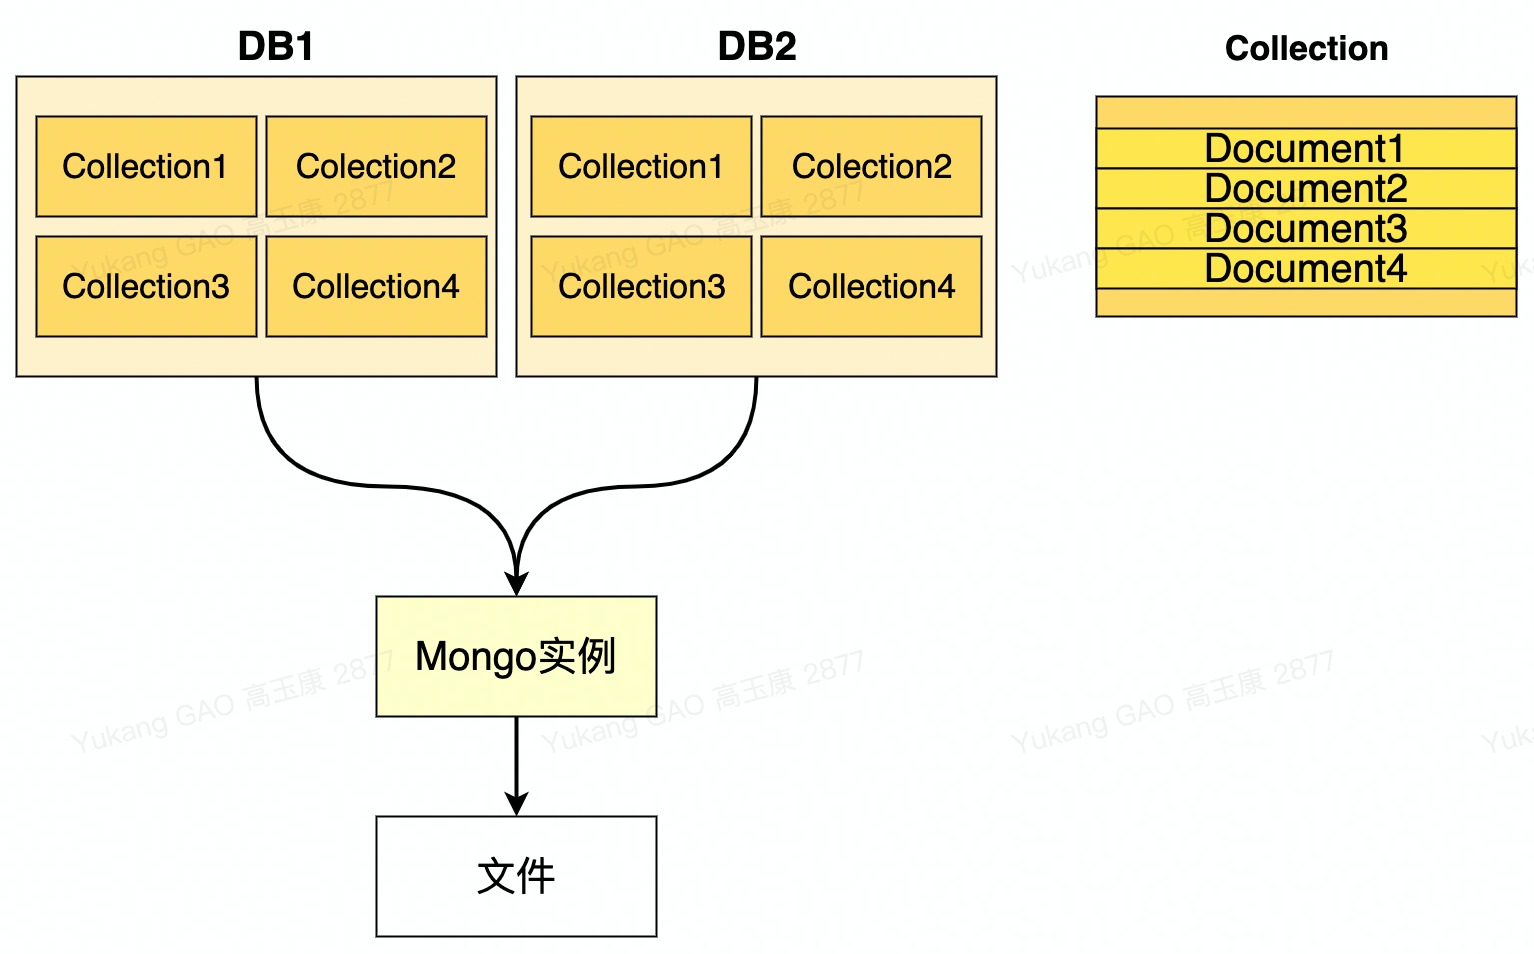 DB1
DB2
Collection
Collection1
Colection2
Collection3
Collection4
Collection1
Colection2
Collection3
Collection4
Document1
Document2
Document3
Document4
Mongo实例
文件
Yukang GAO 高玉康 2877
Yukang GAO 高玉康 2877
Yukang GAO 高玉康
Yuk
Yukang GAO 高玉康 2877
Yukang GAO 高玉康 2877
Yukang GAO 高玉康 2877
Yuk